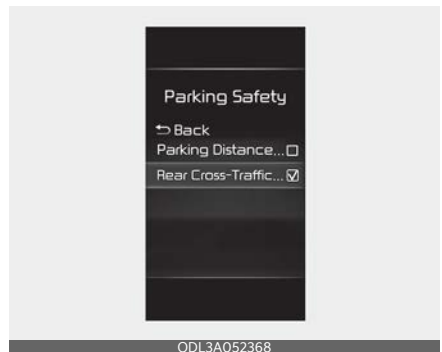 Parking Safety
Back
Parking Distance...
Rear Cross-Traffic...
ODL3A052368